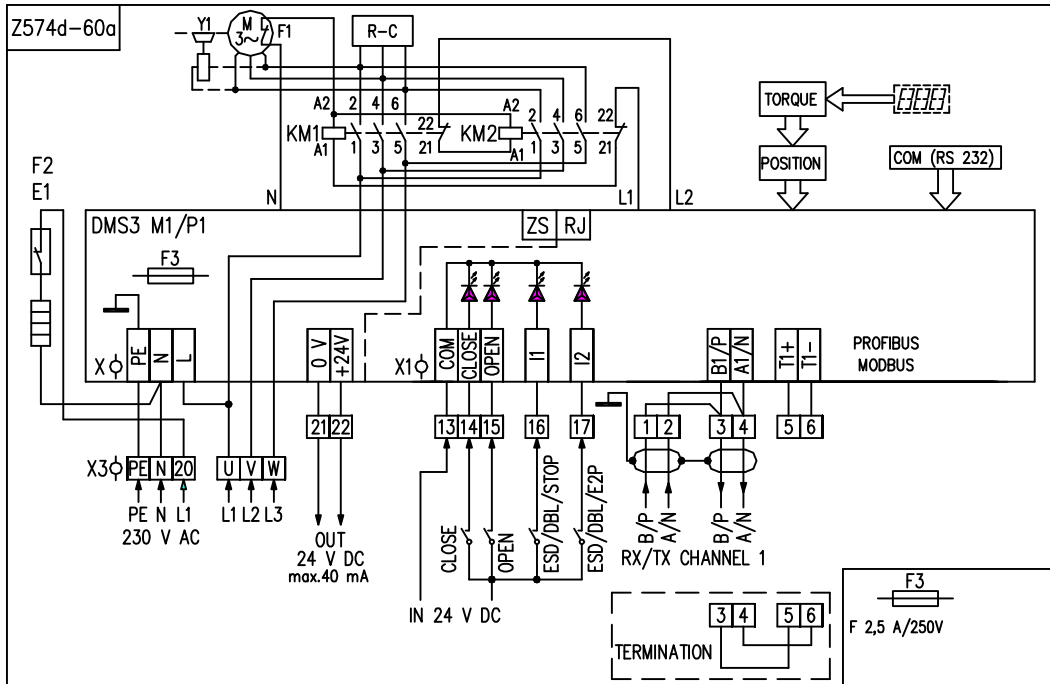 Z574d-60a
Y1
M
3~
F1
R-C
A2
2 4 6
22
A2
2 4 6
22
KM1
KM2
A1
1 3 5
21
A1
1 3 5
21
TORQUE
POSITION
COM (RS 232)
F2
E1
N
L1
L2
DMS3 M1/P1
ZS RJ
F3
X
PE
N
L
0 V
+24V
X1
COM
CLOSE
OPEN
I1
I2
B1/P
A1/N
T1+
T1-
PROFIBUS
MODBUS
21 22
13 14 15
16
17
1 2
3 4
5 6
X3
PE N 20
U V W
PE N L1
230 V AC
L1 L2 L3
OUT
24 V DC
max.40 mA
CLOSE
OPEN
ESD/DBL/STOP
ESD/DBL/E2P
B/P
A/N
B/P
A/N
RX/TX CHANNEL 1
IN 24 V DC
TERMINATION
3 4
5 6
F3
F 2,5 A/250V